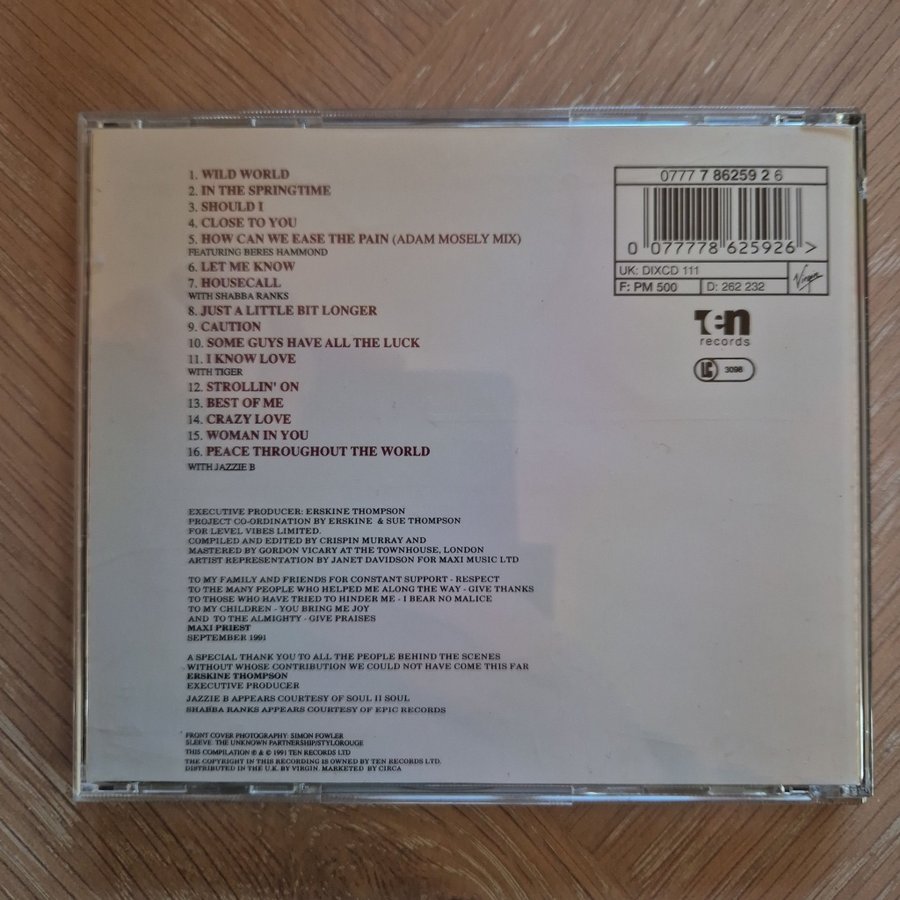 1. WILD WORLD
2. IN THE SPRINGTIME
3. SHOULD I
4. CLOSE TO YOU
5. HOW CAN WE EASE THE PAIN (ADAM MOSELY MIX)
FEATURING BERES HAMMOND
6. LET ME KNOW
7. HOUSECALL
WITH SHABBA RANKS
8. JUST A LITTLE BIT LONGER
9. CAUTION
10. SOME GUYS HAVE ALL THE LUCK
11. I KNOW LOVE
WITH TIGER
12. STROLLIN' ON
13. BEST OF ME
14. CRAZY LOVE
15. WOMAN IN YOU
16. PEACE THROUGHOUT THE WORLD
WITH JAZZIE B
EXECUTIVE PRODUCER: ERSKINE THOMPSON
PROJECT CO-ORDINATION BY ERSKINE & SUE THOMPSON
FOR LEVEL VIBES LIMITED.
COMPILED AND EDITED BY CRISPIN MURRAY AND
MASTERED BY GORDON VICARY AT THE TOWNHOUSE, LONDON
ARTIST REPRESENTATION BY JANET DAVIDSON FOR MAXI MUSIC LTD
TO MY FAMILY AND FRIENDS FOR CONSTANT SUPPORT - RESPECT
TO THE MANY PEOPLE WHO HELPED ME ALONG THE WAY - GIVE THANKS
TO THOSE WHO HAVE TRIED TO HINDER ME - I BEAR NO MALICE
TO MY CHILDREN - YOU BRING ME JOY
AND TO THE ALMIGHTY - GIVE PRAISES
MAXI PRIEST
SEPTEMBER 1991
A SPECIAL THANK YOU TO ALL THE PEOPLE BEHIND THE SCENES
WITHOUT WHOSE CONTRIBUTION WE COULD NOT HAVE COME THIS FAR
ERSKINE THOMPSON
EXECUTIVE PRODUCER
JAZZIE B APPEARS COURTESY OF SOUL II SOUL
SHABBA RANKS APPEARS COURTESY OF EPIC RECORDS
FRONT COVER PHOTOGRAPHY: SIMON FOWLER
SLEEVE: THE UNKNOWN PARTNERSHIP/STYLOROUGE
THIS COMPILATION ℗ & © 1991 TEN RECORDS LTD
THE COPYRIGHT IN THIS RECORDING IS OWNED BY TEN RECORDS LTD.
DISTRIBUTED IN THE U.K. BY VIRGIN. MARKETED BY CIRCA
0777 7 86259 2 6
0 077778 625926 >
UK: DIXCD 111
F: PM 500
D: 262 232
Virgin
Ten
records
LC 3098